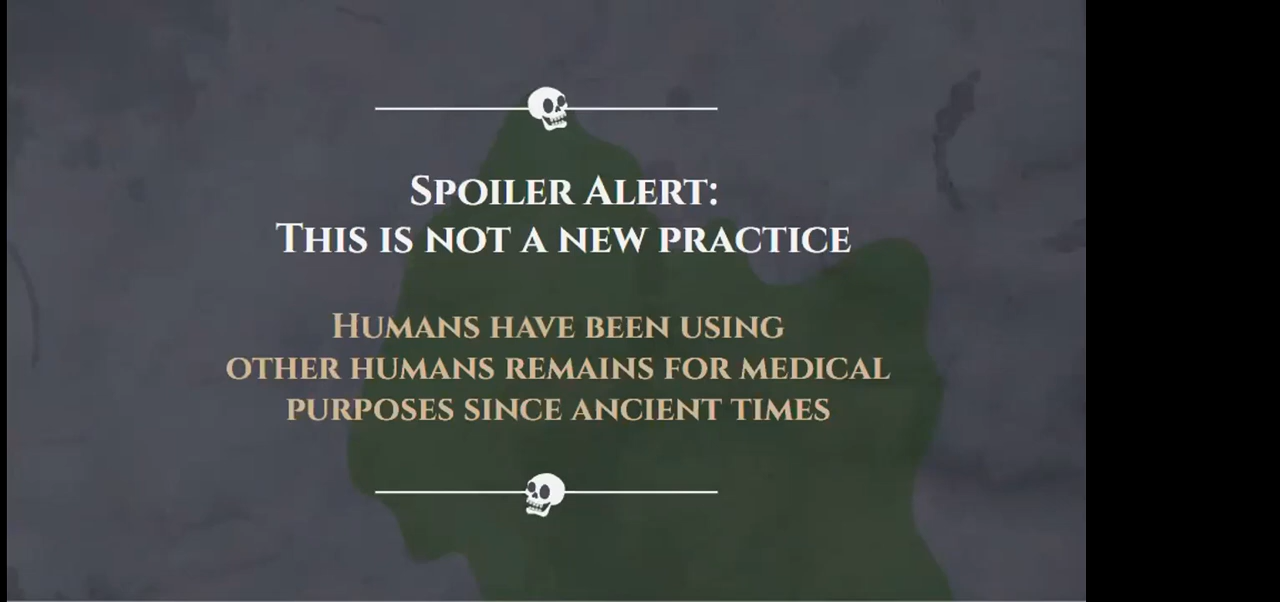 Spoiler Alert:
This is not a new practice
Humans have been using
other humans remains for medical
purposes since ancient times